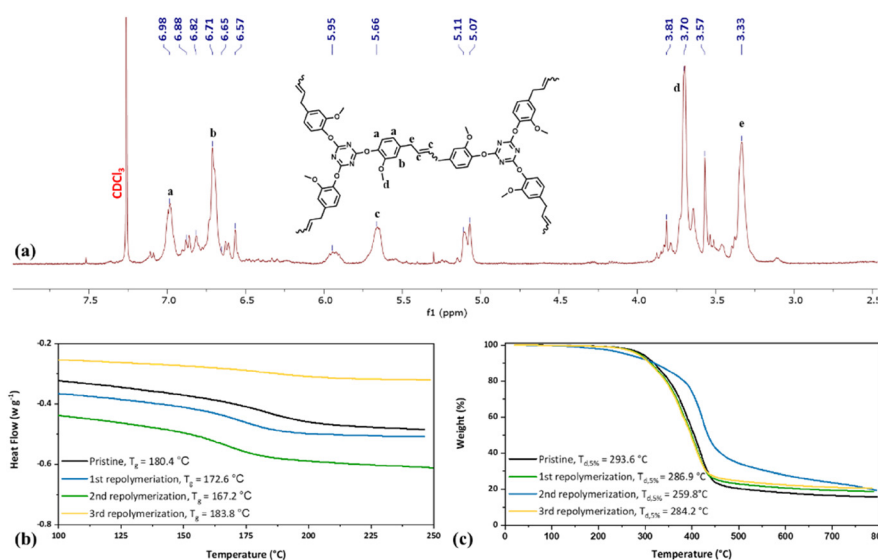 6.98 6.88 6.82 6.71 6.65 6.57 5.95 5.66 5.11 5.07 3.81 3.70 3.57 3.33
CDCl3
a
b
c
d
e
O
O
O
N N
N
O
a a
O
d
b
e
c
c
O
O
N N
N
O
O
O
(a)
7.5 7.0 6.5 6.0 5.5 5.0 4.5 4.0 3.5 3.0 2.5
f1 (ppm)
Heat Flow (w g-1)
-0.2
-0.4
-0.6
-0.8
Pristine, Tg = 180.4 °C
1st repolymeriation, Tg = 172.6 °C
2nd repolymerization, Tg = 167.2 °C
3rd repolymerization, Tg = 183.8 °C
(b)
100 125 150 175 200 225 250
Temperature (°C)
Weight (%)
100
80
60
40
20
0
Pristine, Td,5% = 293.6 °C
1st repolymerization, Td,5% = 286.9 °C
2nd repolymerization, Td,5% = 259.8°C
3rd repolymerization, Td,5% = 284.2 °C
(c)
0 100 200 300 400 500 600 700 800
Temperature (°C)